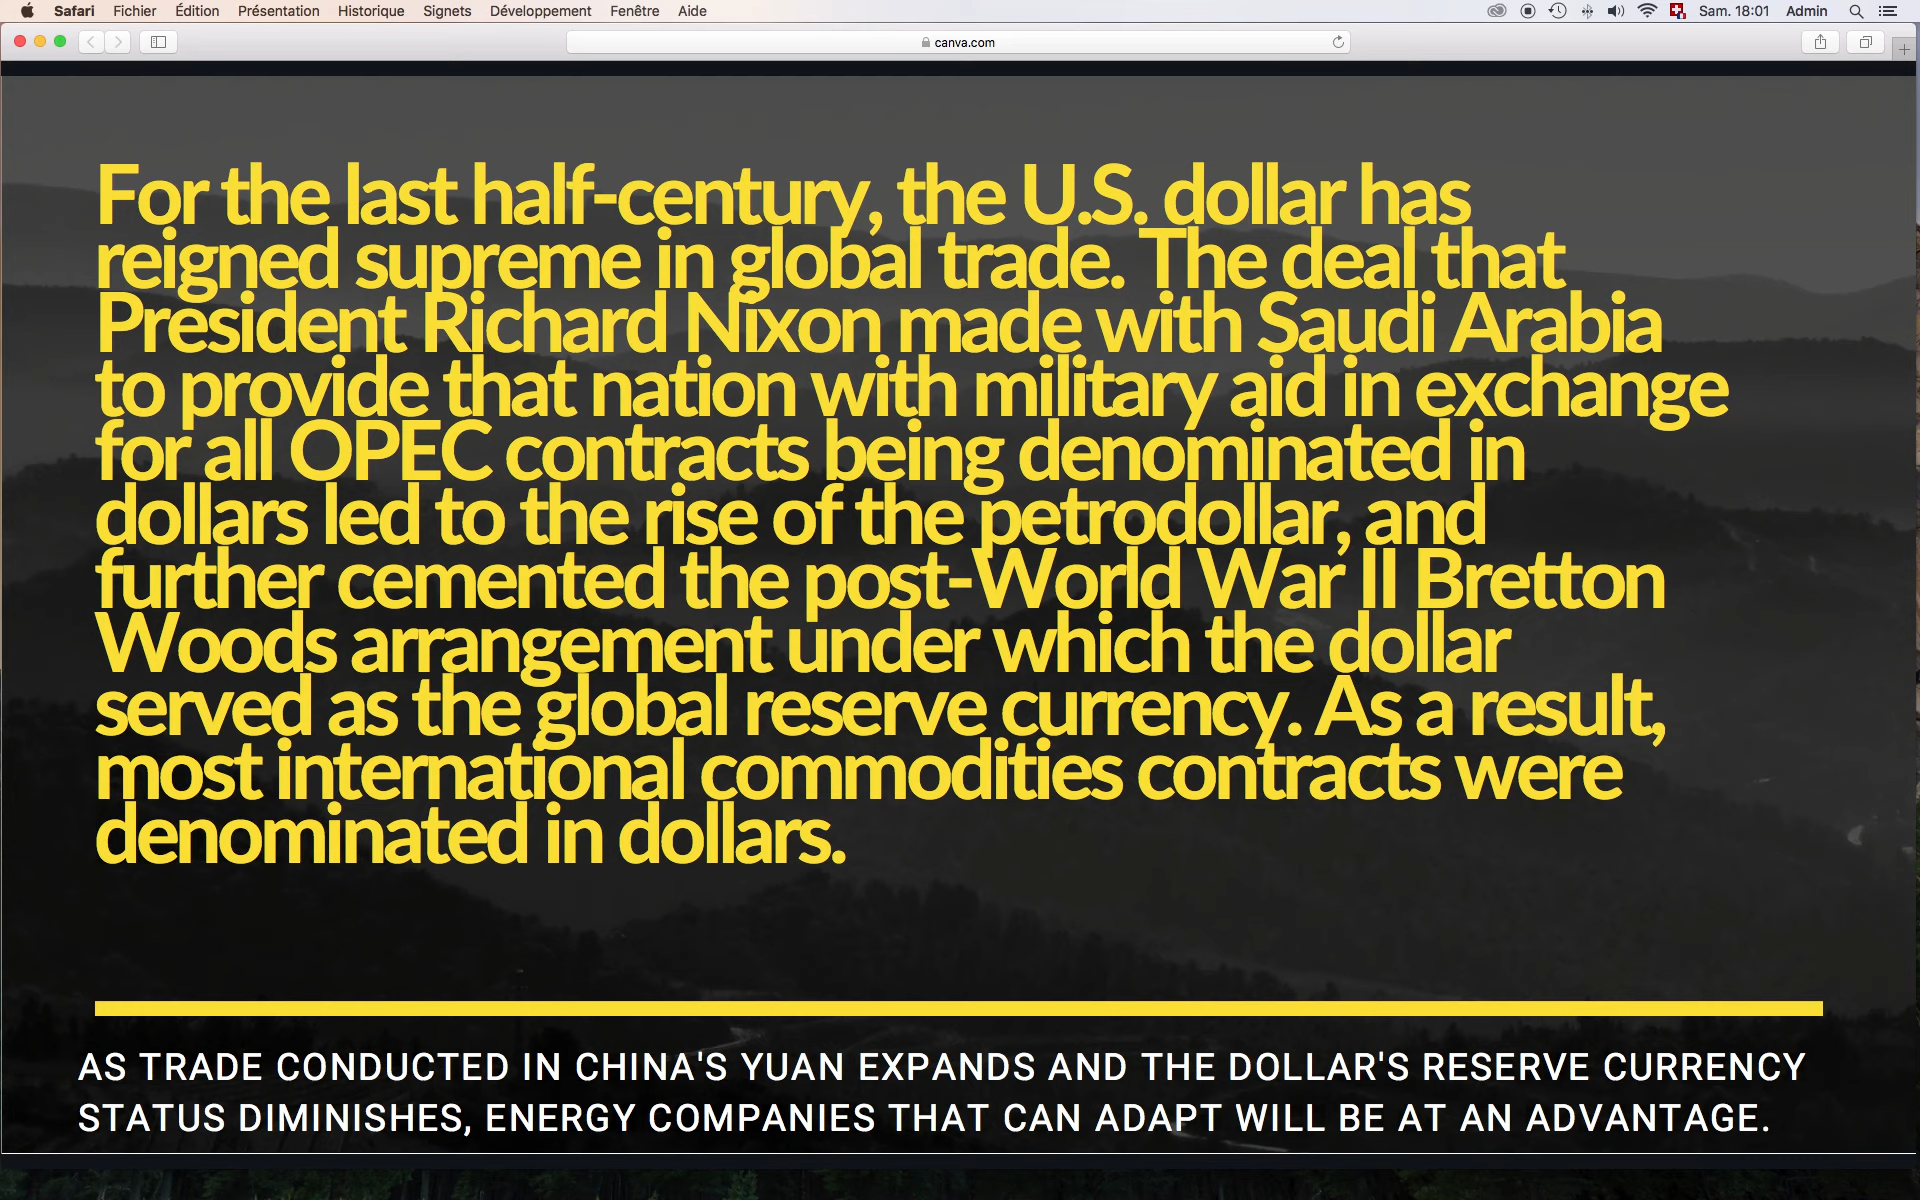 Safari Fichier Édition Présentation Historique Signets Développement Fenêtre Aide Sam. 18:01 Admin
canva.com
For the last half-century, the U.S. dollar has
reigned supreme in global trade. The deal that
President Richard Nixon made with Saudi Arabia
to provide that nation with military aid in exchange
for all OPEC contracts being denominated in
dollars led to the rise of the petrodollar, and
further cemented the post-World War II Bretton
Woods arrangement under which the dollar
served as the global reserve currency. As a result,
most international commodities contracts were
denominated in dollars.
AS TRADE CONDUCTED IN CHINA'S YUAN EXPANDS AND THE DOLLAR'S RESERVE CURRENCY
STATUS DIMINISHES, ENERGY COMPANIES THAT CAN ADAPT WILL BE AT AN ADVANTAGE.